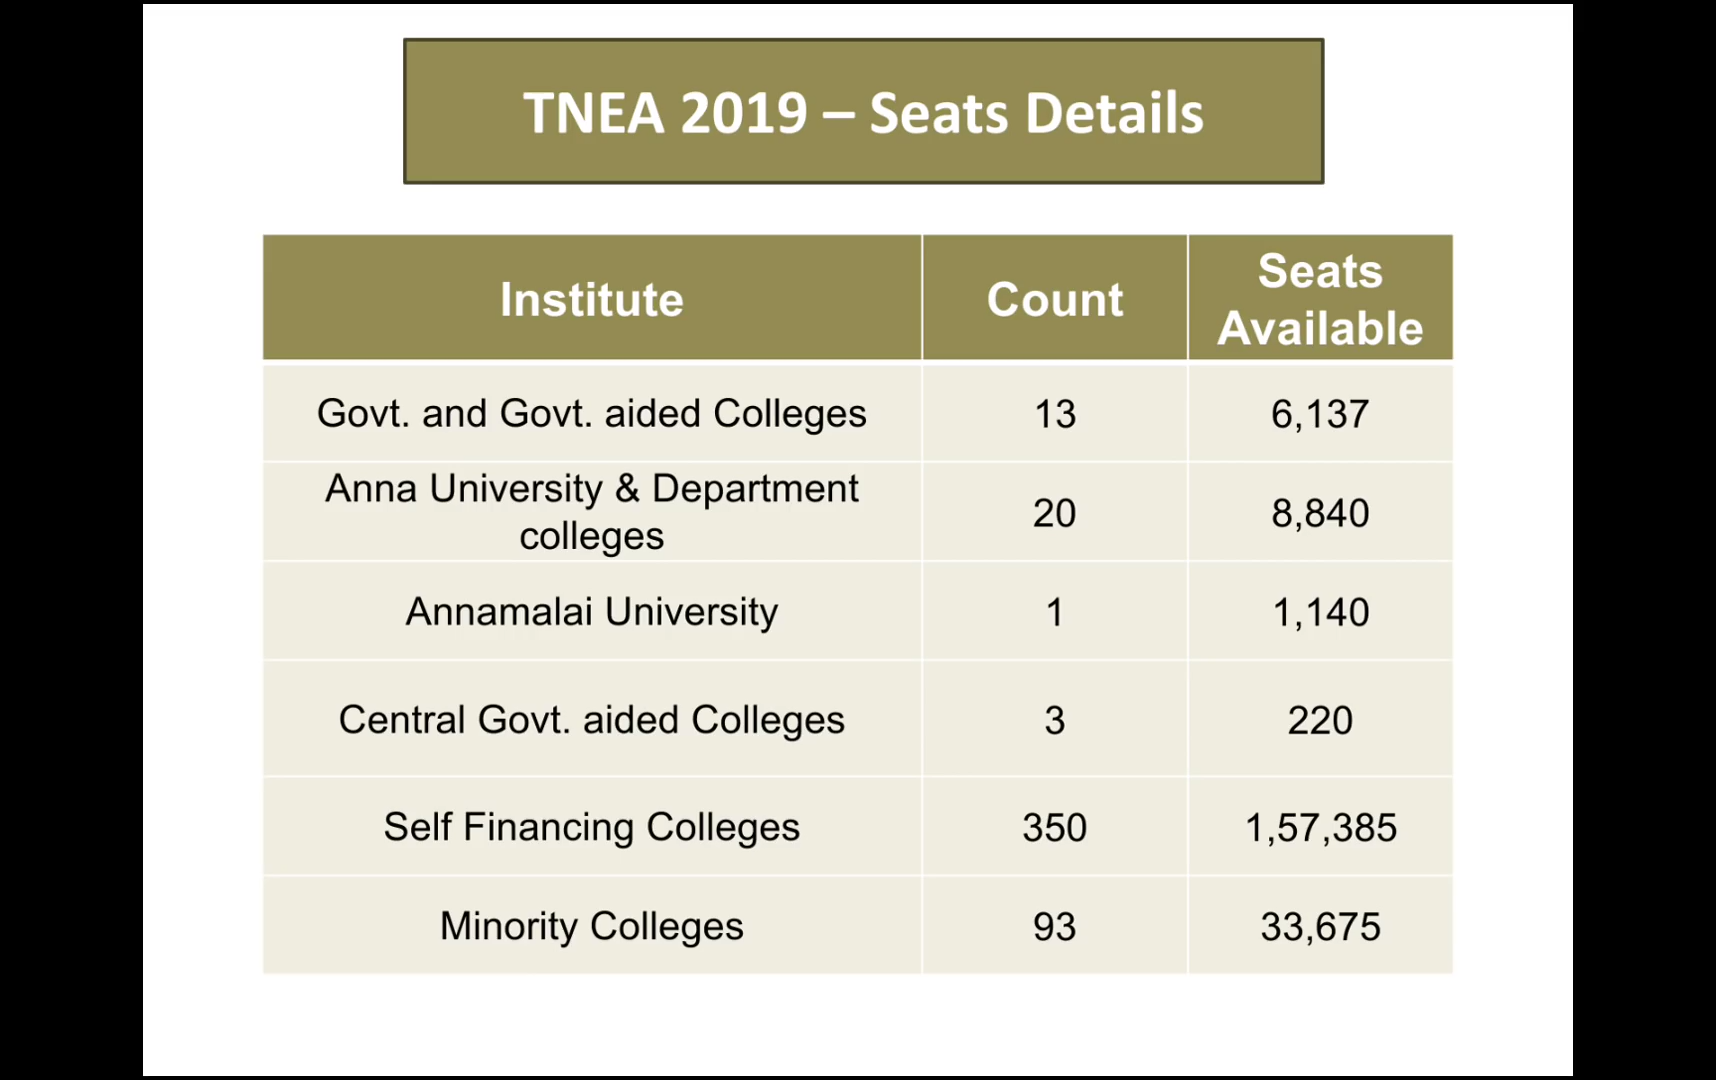 TNEA 2019 – Seats Details
Institute Count Seats Available
Govt. and Govt. aided Colleges 13 6,137
Anna University & Department colleges 20 8,840
Annamalai University 1 1,140
Central Govt. aided Colleges 3 220
Self Financing Colleges 350 1,57,385
Minority Colleges 93 33,675